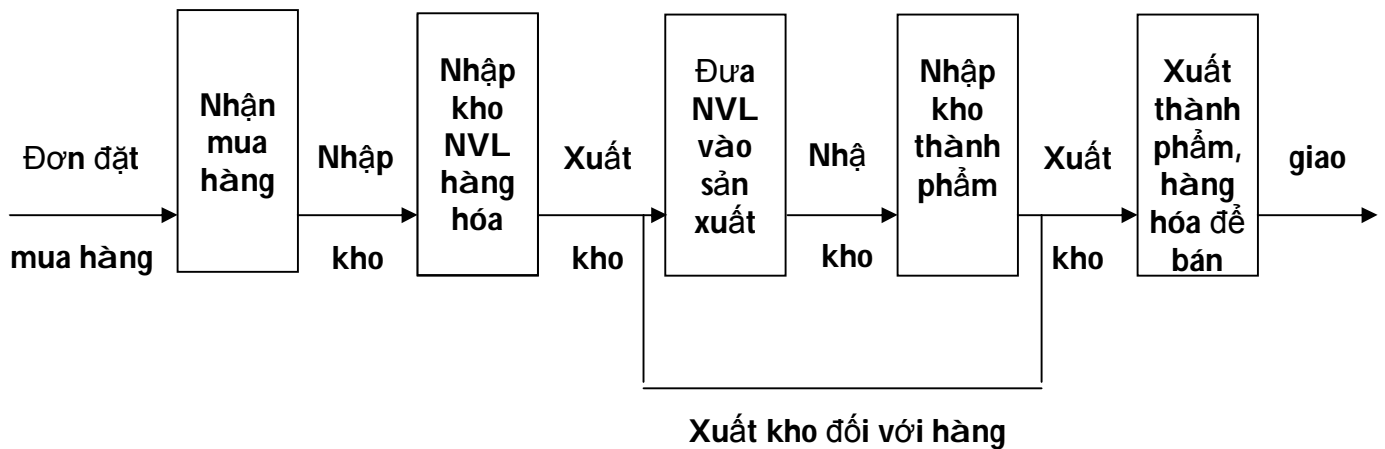 Đơn đặt
mua hàng
Nhận
mua
hàng
Nhập
kho
Nhập
kho
NVL
hàng
hóa
Xuất
kho
Đưa
NVL
vào
sản
xuất
Nhậ
kho
Nhập
kho
thành
phẩm
Xuất
kho
Xuất
thành
phẩm,
hàng
hóa để
bán
giao
Xuất kho đối với hàng